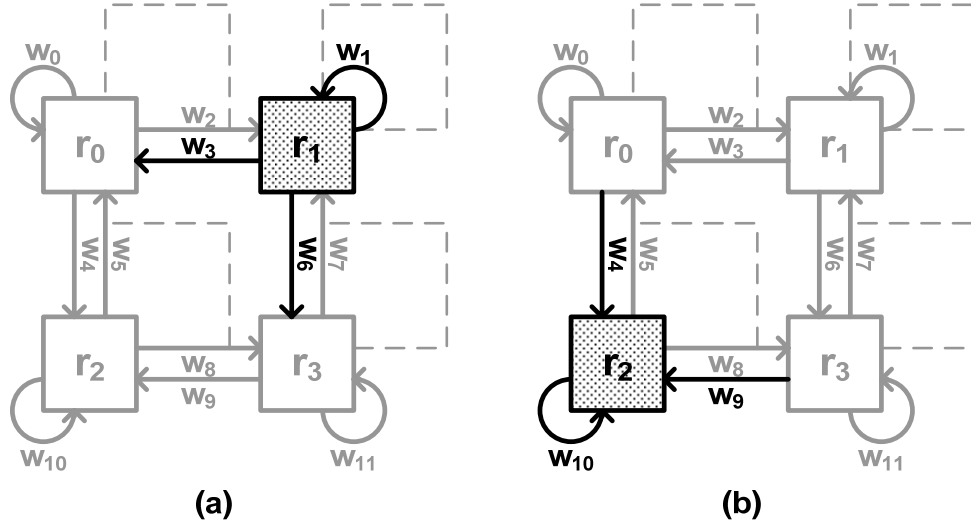 w₀ w₁ w₀ w₁
w₂ w₂
r₀ w₃ r₁ r₀ w₃ r₁
w₄ w₅ w₆ w₇ w₄ w₅ w₆ w₇
r₂ w₈ r₃ r₂ w₈ r₃
w₉ w₉
w₁₀ w₁₁ w₁₀ w₁₁
(a) (b)